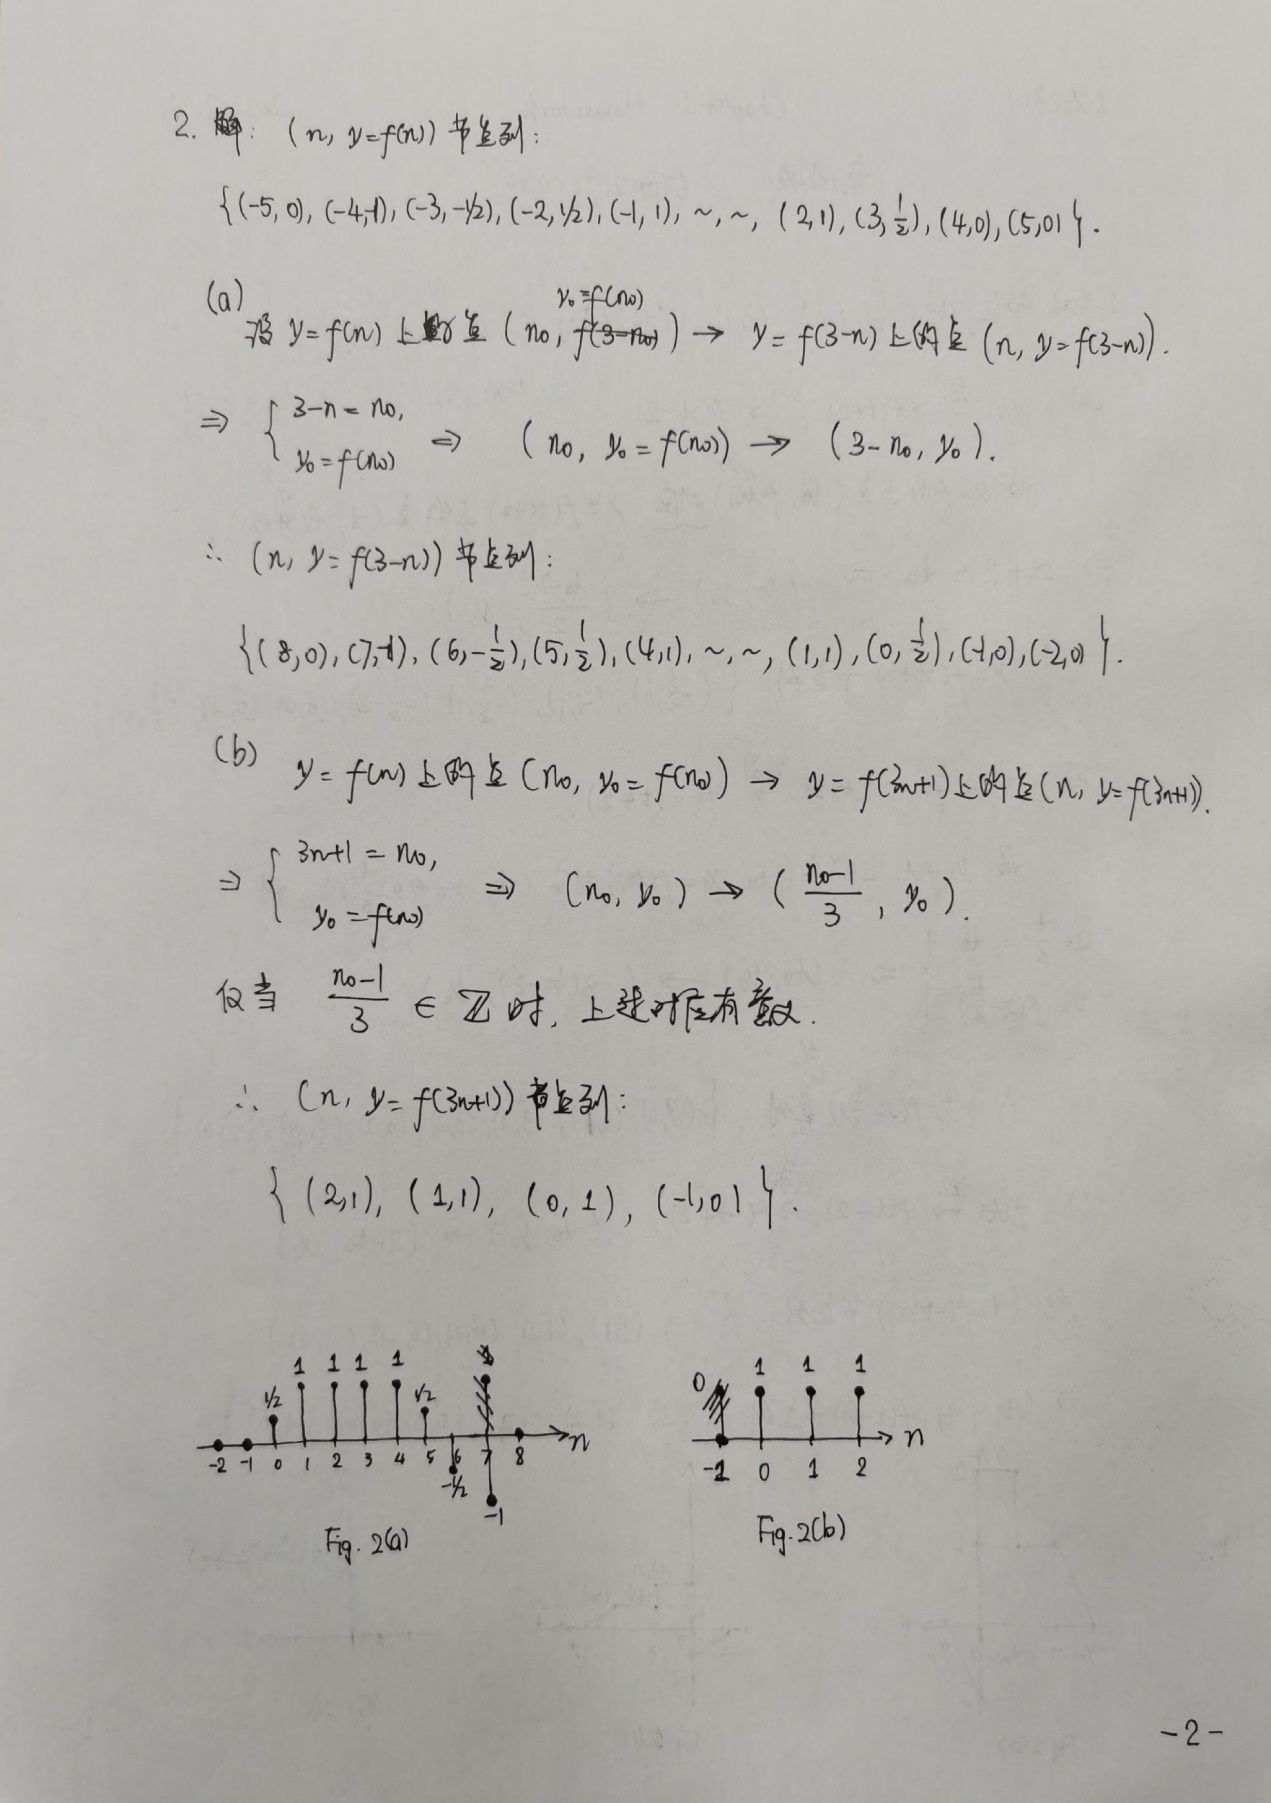 2. 解: (n, y=f(n)) 节点列:
{(-5, 0), (-4,-1), (-3, -1/2), (-2, 1/2), (-1, 1), ~, ~, (2,1), (3, 1/2), (4,0), (5,0)}.
(a)
y₀=f(n₀)
设 y=f(n) 上的点 (n₀, f(3-n₀)) → y=f(3-n) 上的点 (n, y=f(3-n)).
⇒ { 3-n=n₀,
y₀=f(n₀) ⇒ (n₀, y₀=f(n₀)) → (3-n₀, y₀).
∴ (n, y=f(3-n)) 节点列:
{(8,0), (7,-1), (6,-1/2), (5,1/2), (4,1), ~, ~, (1,1), (0,1/2), (-1,0), (-2,0)}.
(b) y=f(n) 上的点 (n₀, y₀=f(n₀)) → y=f(3n+1) 上的点 (n, y=f(3n+1)).
⇒ { 3n+1=n₀,
y₀=f(n₀) ⇒ (n₀, y₀) → ((n₀-1)/3, y₀).
仅当 (n₀-1)/3 ∈ ℤ 时, 上述对应有意义.
∴ (n, y=f(3n+1)) 节点列:
{(2,1), (1,1), (0,1), (-1,0)}.
1/2 1 1 1 1 1/2
-2 -1 0 1 2 3 4 5 6 7 8 n
-1/2 -1
Fig. 2(a)
0 1 1 1
-1 0 1 2 n
Fig. 2(b)
-2-